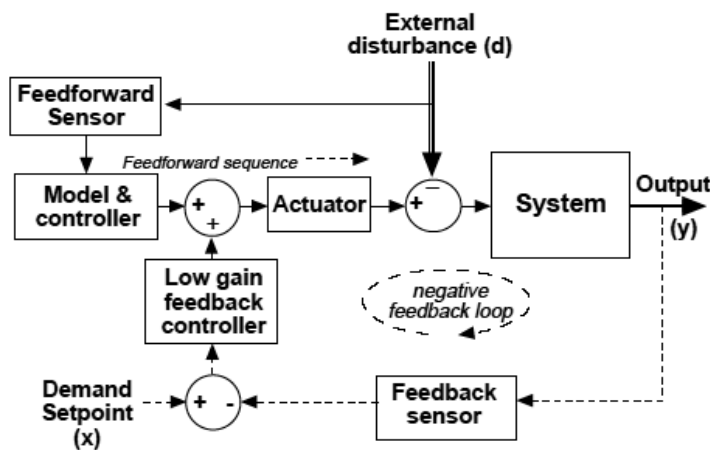 External
disturbance (d)
Feedforward
Sensor
Feedforward sequence
Model &
controller
+
+
Actuator
+
−
System
Output
(y)
Low gain
feedback
controller
negative
feedback loop
Demand
Setpoint
(x)
+
-
Feedback
sensor